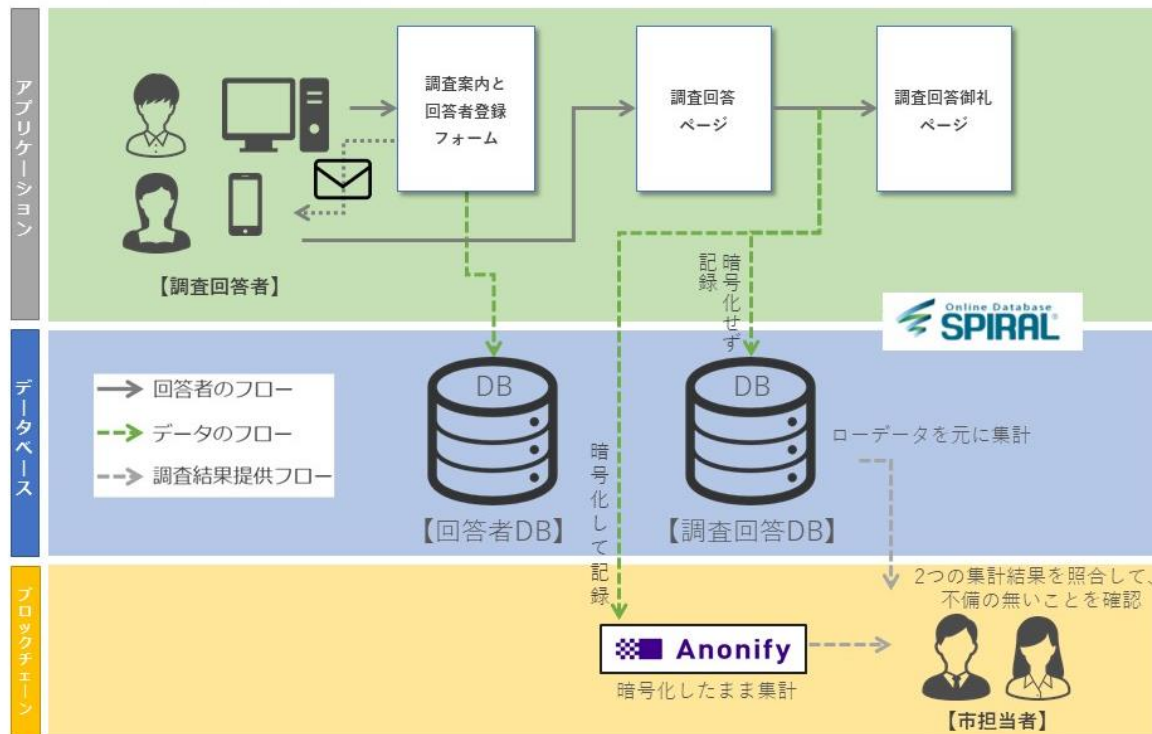 アプリケーション
調査案内と
回答者登録
フォーム
調査回答
ページ
調査回答御礼
ページ
【調査回答者】
暗号化せず
記録
Online Database
SPIRAL®
データベース
回答者のフロー
データのフロー
調査結果提供フロー
DB
【回答者DB】
暗号化して記録
DB
【調査回答DB】
ローデータを元に集計
ブロックチェーン
Anonify
暗号化したまま集計
2つの集計結果を照合して、
不備の無いことを確認
【市担当者】